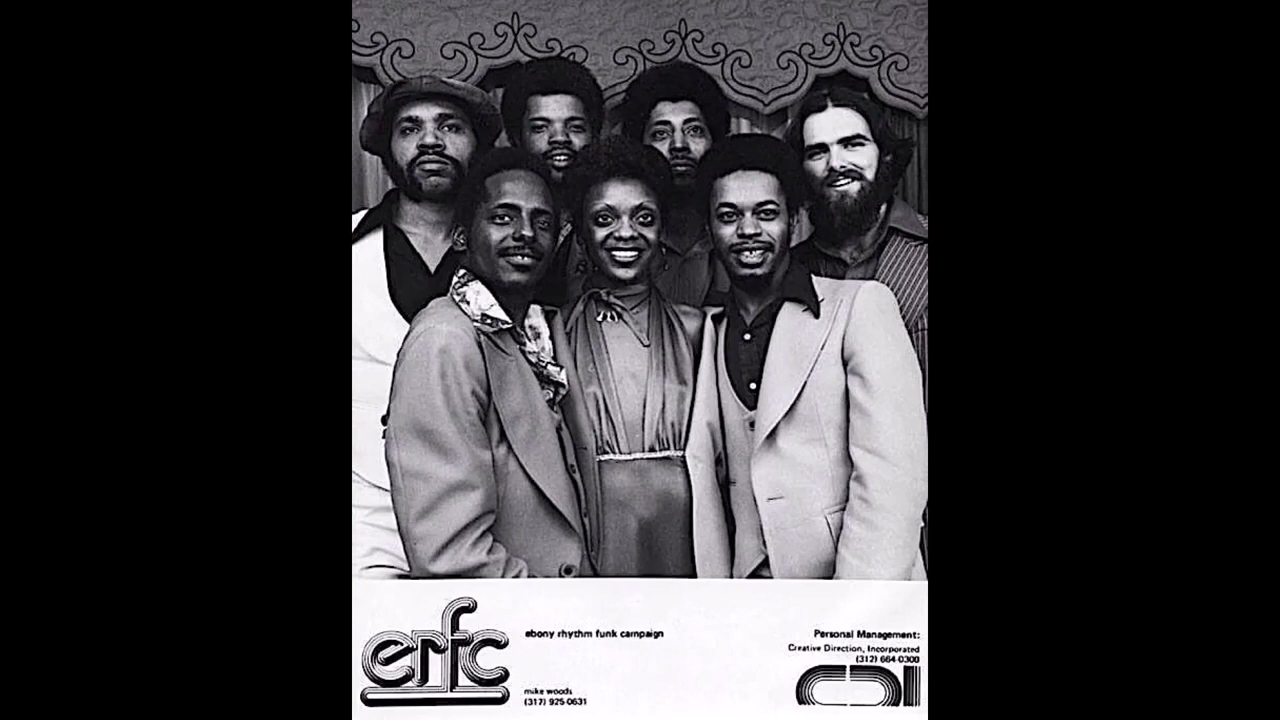 erfc
ebony rhythm funk campaign
mike woods
(317) 925-0631
Personal Management:
Creative Direction, Incorporated
(312) 664-0300
CDI